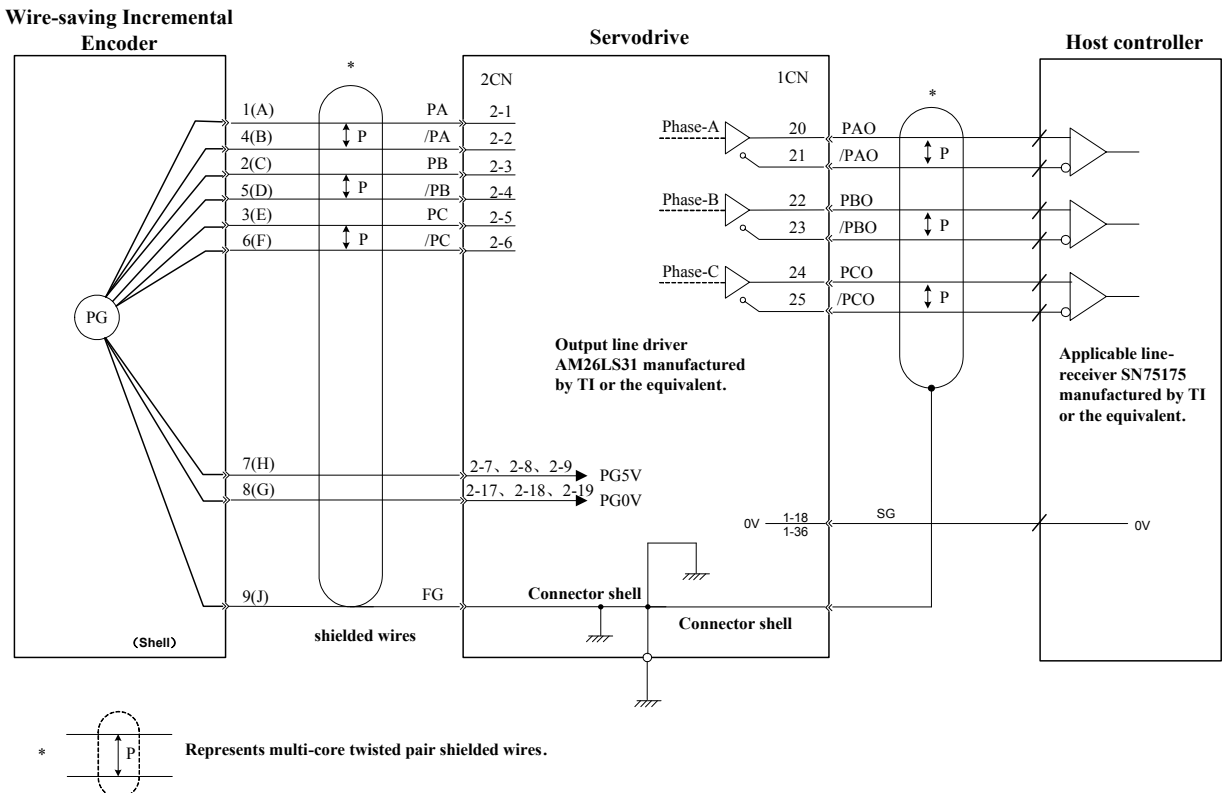 Wire-saving Incremental
Encoder
Servodrive
Host controller
*
2CN
1CN
*
1(A)
PA
2-1
4(B)
P
/PA
2-2
2(C)
PB
2-3
5(D)
P
/PB
2-4
3(E)
PC
2-5
6(F)
P
/PC
2-6
Phase-A
20
PAO
21
/PAO
P
Phase-B
22
PBO
23
/PBO
P
Phase-C
24
PCO
25
/PCO
P
PG
Output line driver
AM26LS31 manufactured
by TI or the equivalent.
Applicable line-
receiver SN75175
manufactured by TI
or the equivalent.
7(H)
2-7、2-8、2-9
PG5V
8(G)
2-17、2-18、2-19
PG0V
0V
1-18
1-36
SG
0V
9(J)
FG
Connector shell
Connector shell
(Shell)
shielded wires
*
P
Represents multi-core twisted pair shielded wires.